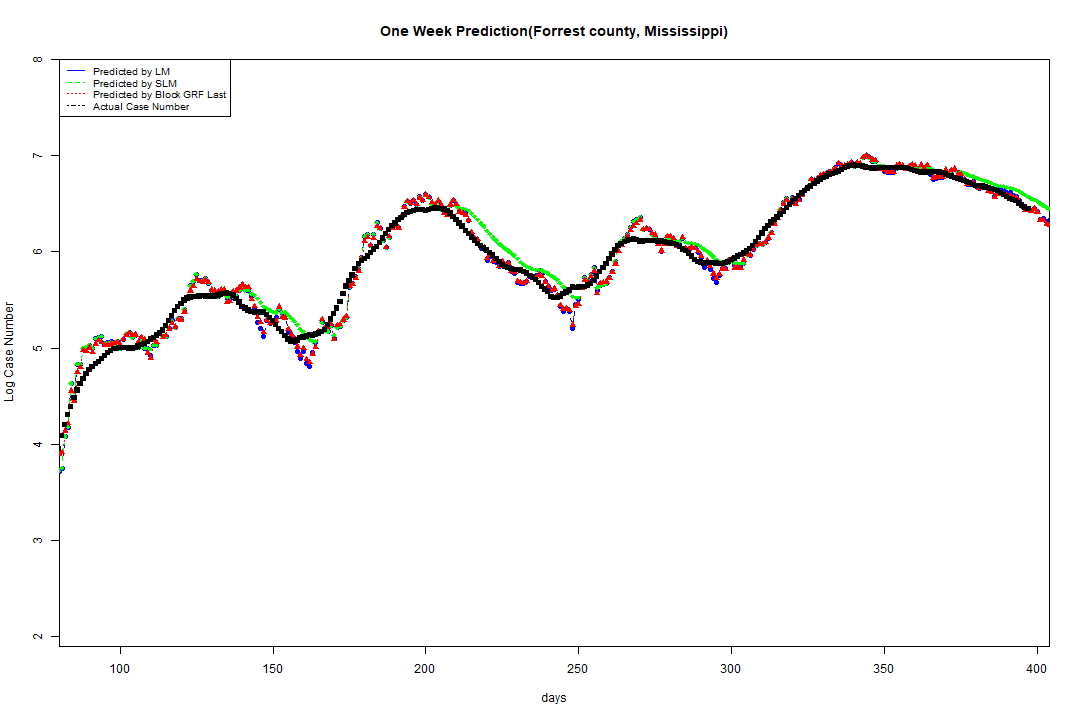 One Week Prediction(Forrest county, Mississippi)
Predicted by LM
Predicted by SLM
Predicted by Block GRF Last
Actual Case Number
8
7
6
5
4
3
2
Log Case Number
100 150 200 250 300 350 400
days